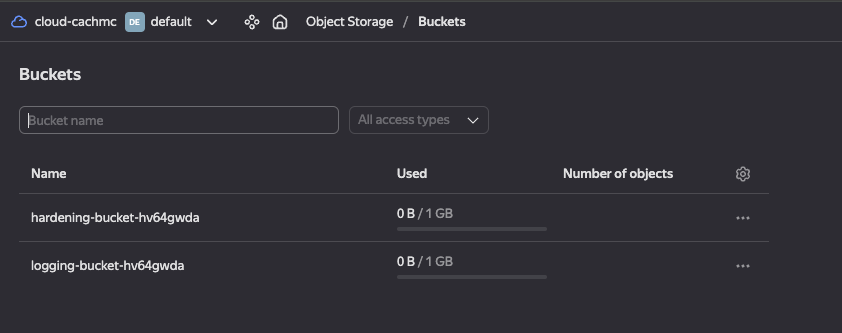 cloud-cachmc DE default Object Storage / Buckets
Buckets
Bucket name All access types
Name Used Number of objects
hardening-bucket-hv64gwda 0 B / 1 GB
logging-bucket-hv64gwda 0 B / 1 GB